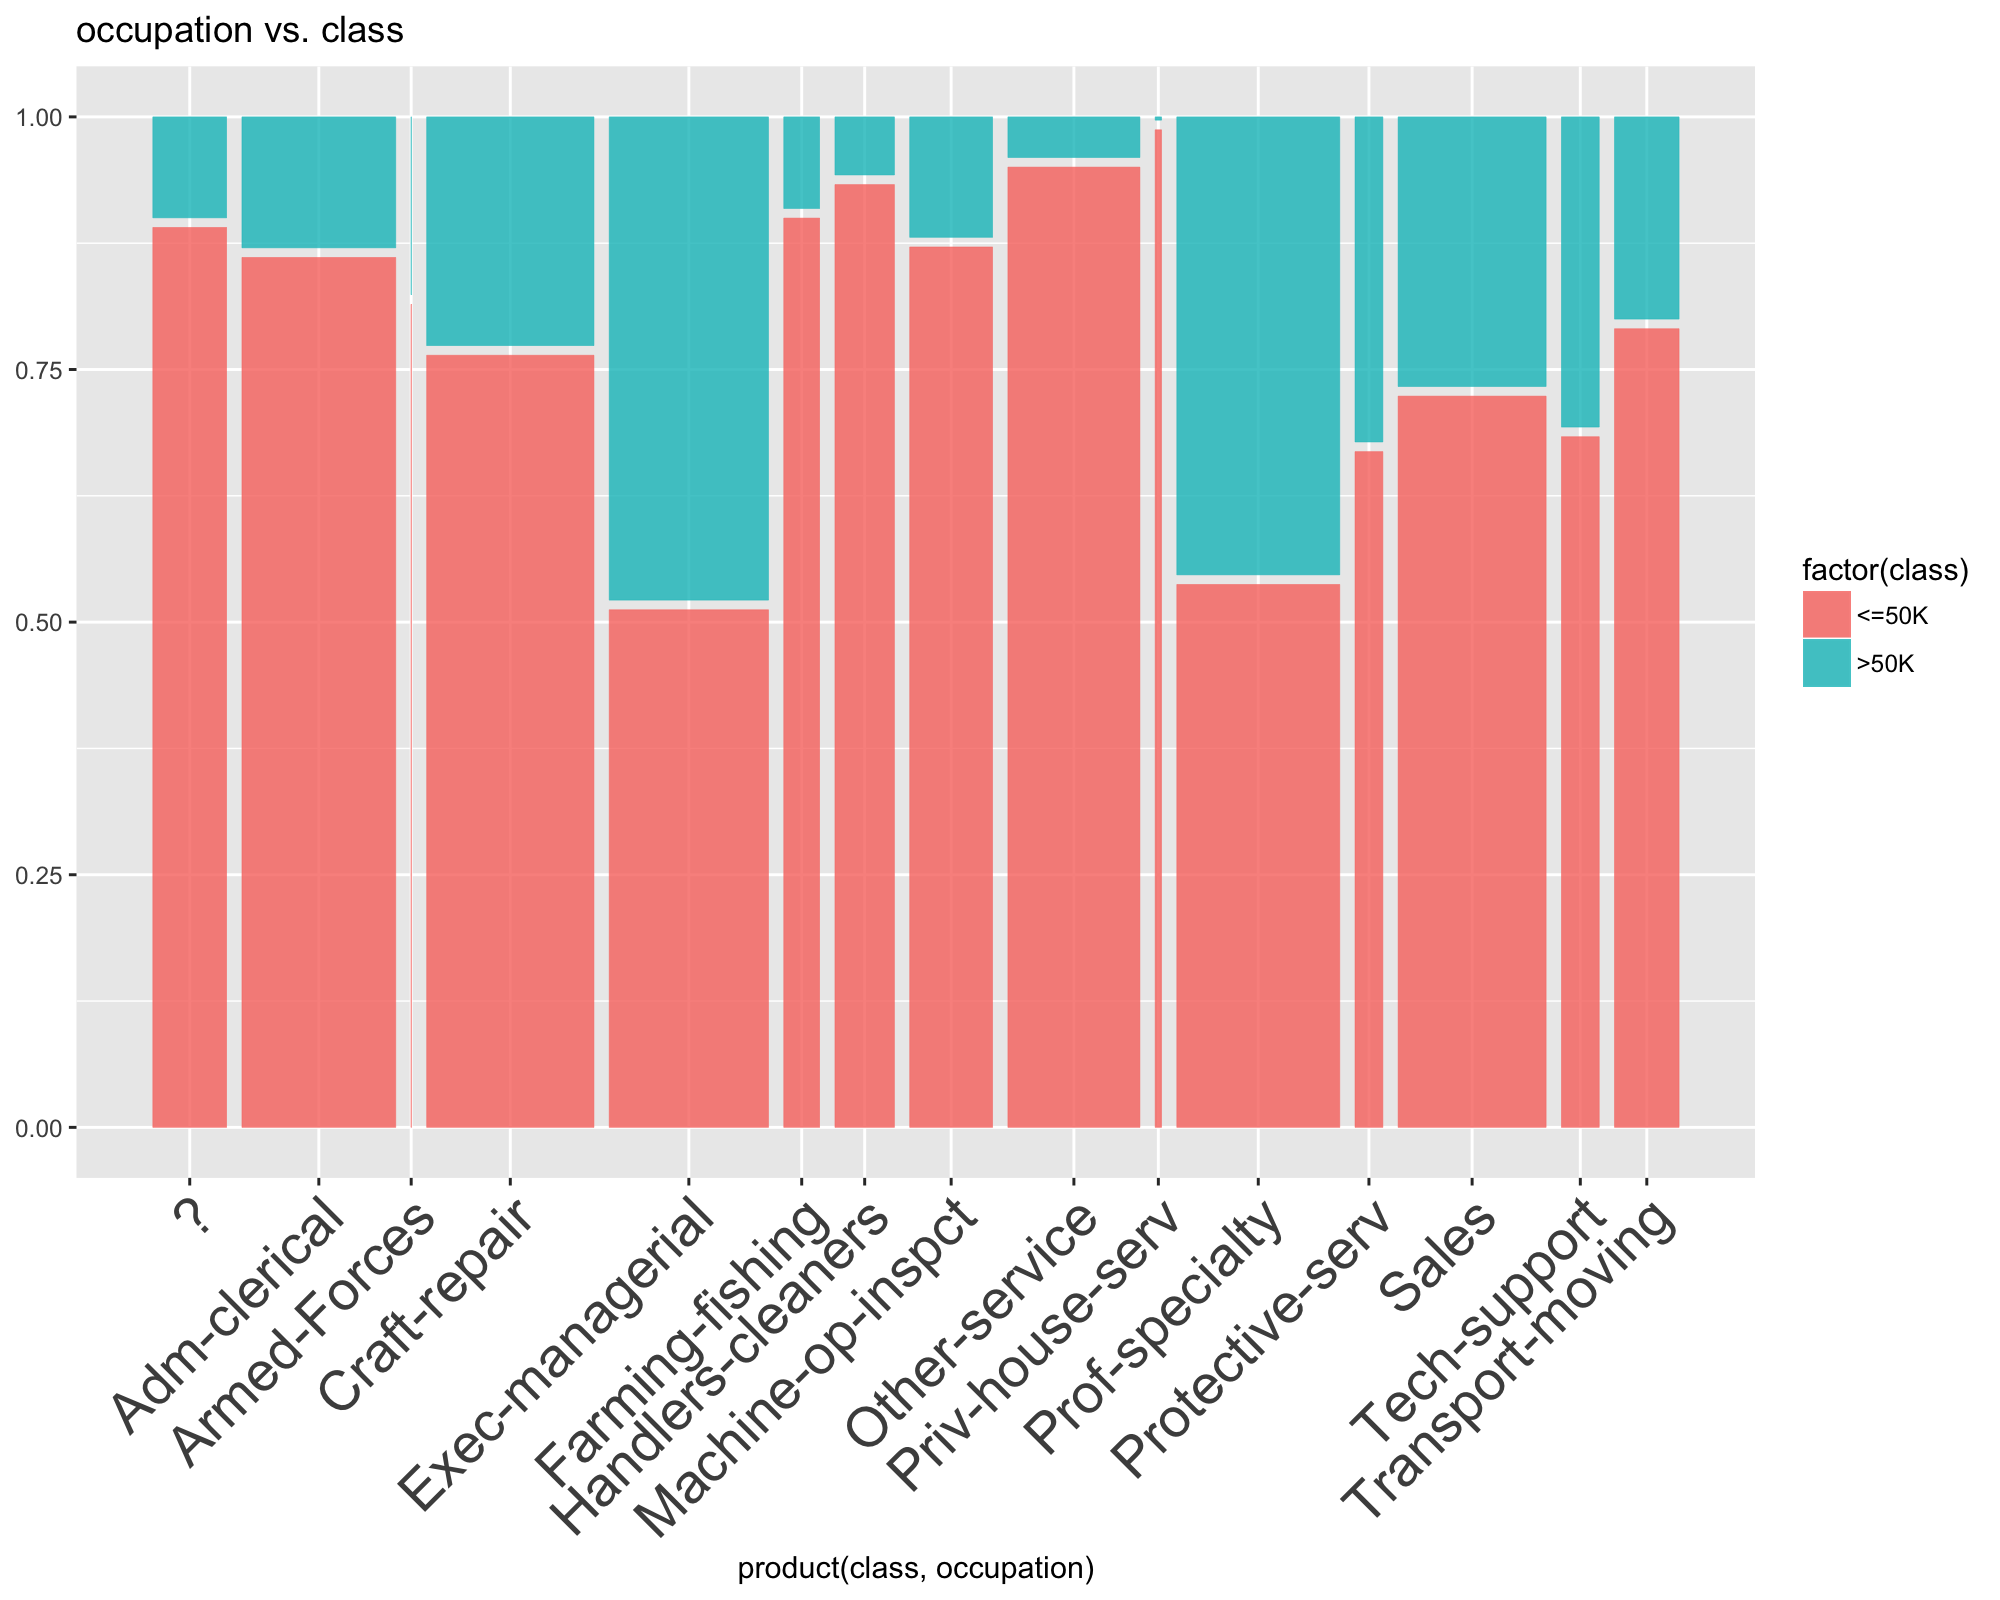 occupation vs. class
1.00
0.75
0.50
0.25
0.00
?
Adm-clerical
Armed-Forces
Craft-repair
Exec-managerial
Farming-fishing
Handlers-cleaners
Machine-op-inspct
Other-service
Priv-house-serv
Prof-specialty
Protective-serv
Sales
Tech-support
Transport-moving
product(class, occupation)
factor(class)
<=50K
>50K